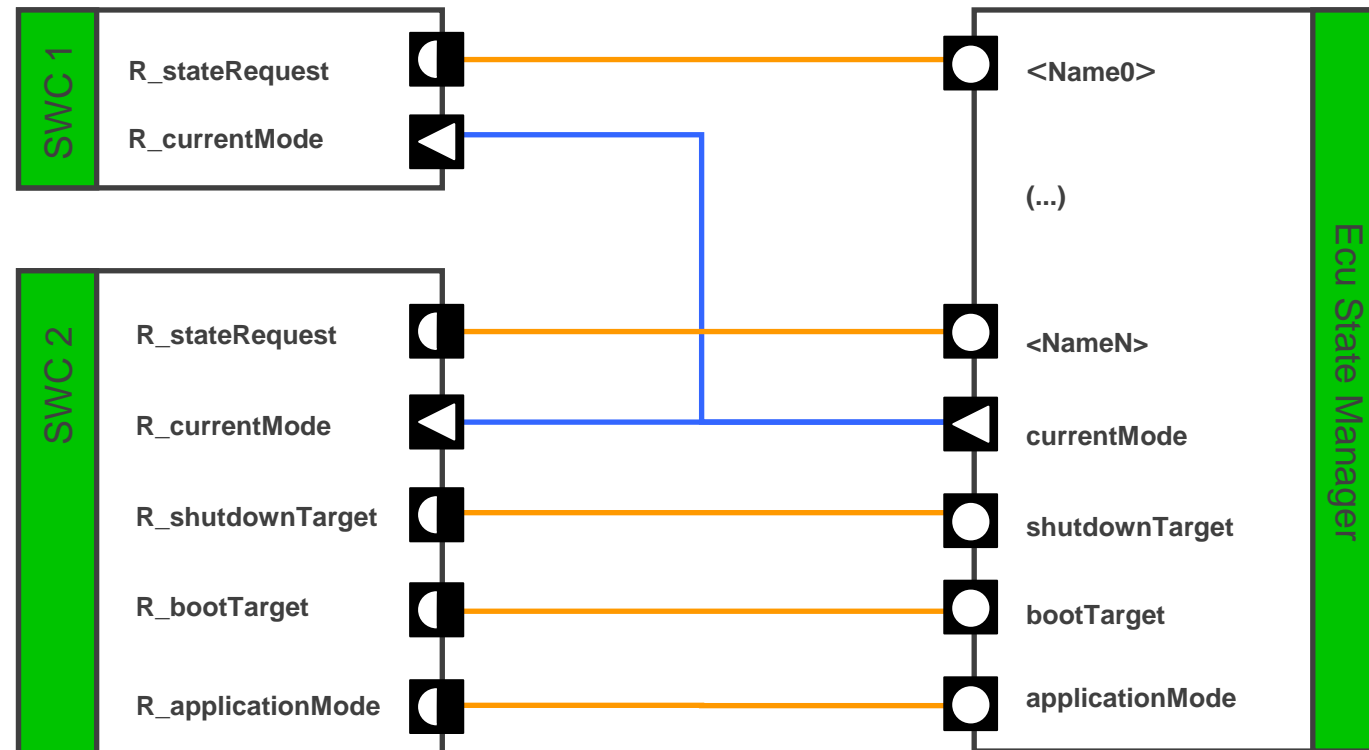 SWC 1
R_stateRequest
R_currentMode
SWC 2
R_stateRequest
R_currentMode
R_shutdownTarget
R_bootTarget
R_applicationMode
<Name0>
(...)
<NameN>
currentMode
shutdownTarget
bootTarget
applicationMode
Ecu State Manager